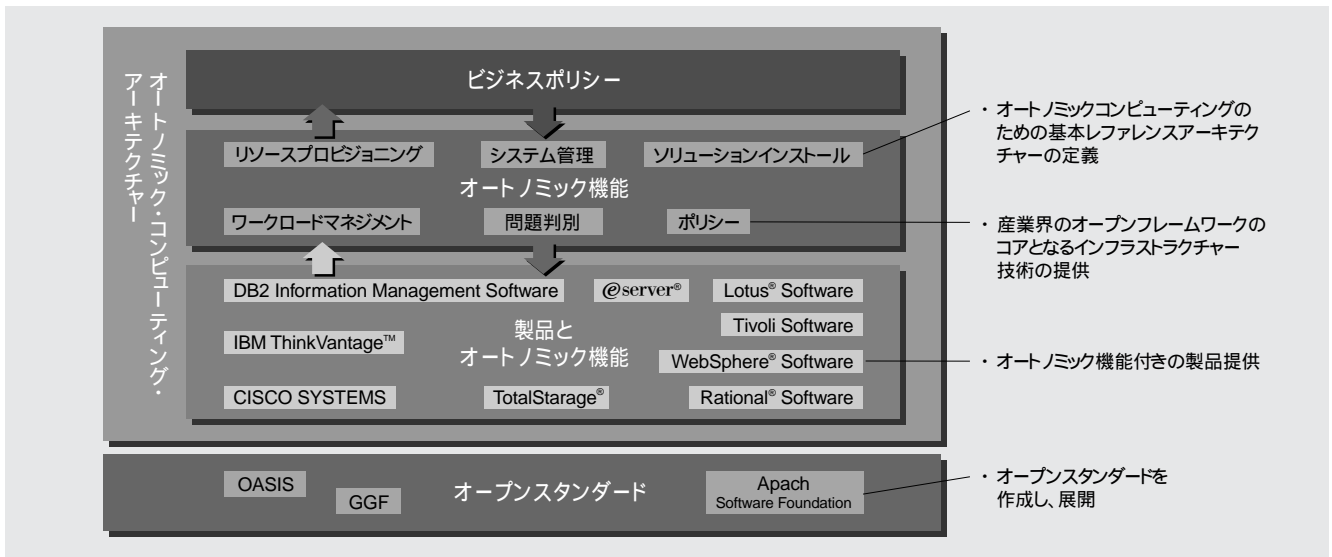 オートノミック・コンピューティング・
アーキテクチャー
ビジネスポリシー
リソースプロビジョニング
システム管理
ソリューションインストール
オートノミック機能
ワークロードマネジメント
問題判別
ポリシー
DB2 Information Management Software
@server®
Lotus® Software
Tivoli Software
IBM ThinkVantage™
製品と
オートノミック機能
WebSphere® Software
CISCO SYSTEMS
TotalStarage®
Rational® Software
OASIS
GGF
オープンスタンダード
Apach
Software Foundation
・ オートノミックコンピューティングの
ための基本レファレンスアーキテク
チャーの定義
・ 産業界のオープンフレームワークの
コアとなるインフラストラクチャー
技術の提供
・ オートノミック機能付きの製品提供
・ オープンスタンダードを
作成し、展開